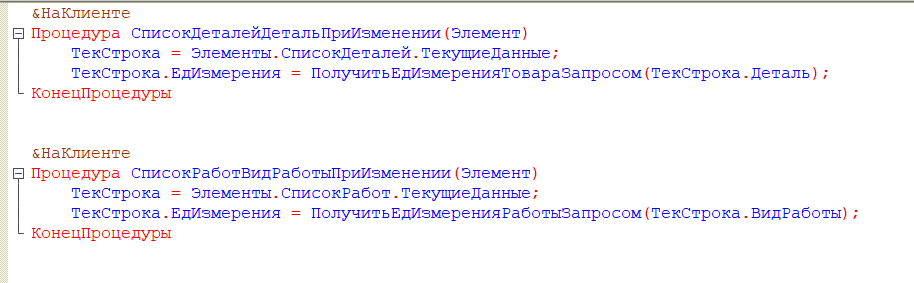 &НаКлиенте
Процедура СписокДеталейДетальПриИзменении(Элемент)
ТекСтрока = Элементы.СписокДеталей.ТекущиеДанные;
ТекСтрока.ЕдИзмерения = ПолучитьЕдИзмеренияТовараЗапросом(ТекСтрока.Деталь);
КонецПроцедуры
&НаКлиенте
Процедура СписокРаботВидРаботыПриИзменении(Элемент)
ТекСтрока = Элементы.СписокРабот.ТекущиеДанные;
ТекСтрока.ЕдИзмерения = ПолучитьЕдИзмеренияРаботыЗапросом(ТекСтрока.ВидРаботы);
КонецПроцедуры